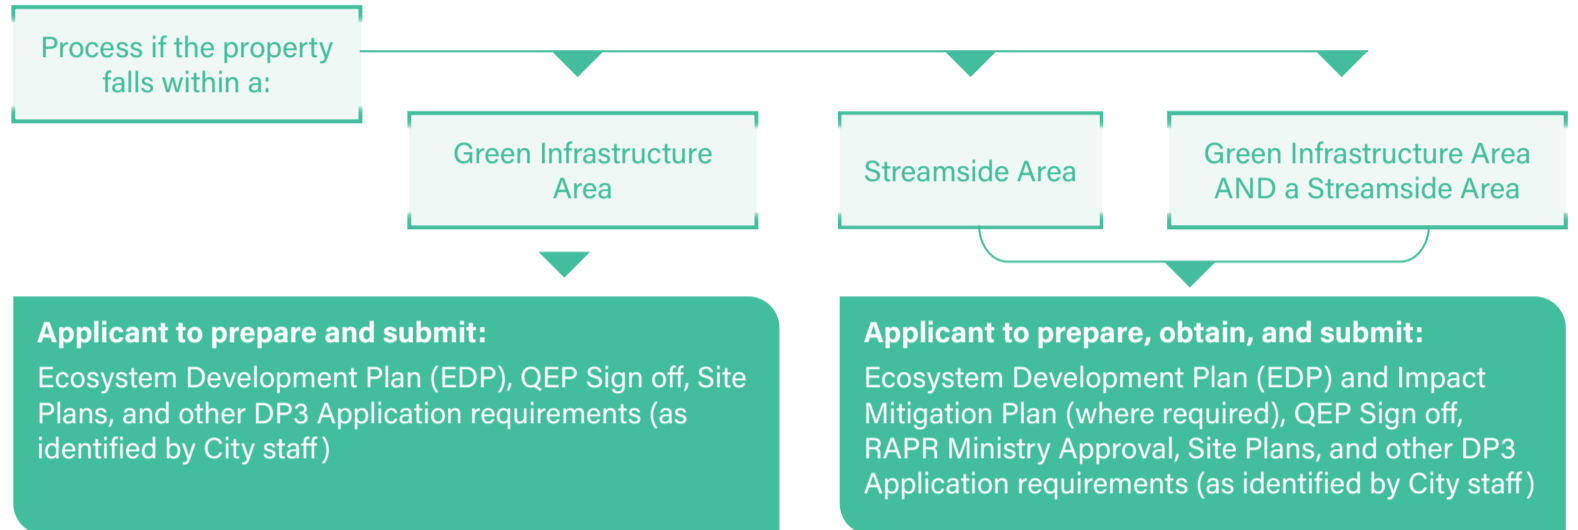 Process if the property
falls within a:
Green Infrastructure
Area
Streamside Area
Green Infrastructure Area
AND a Streamside Area
Applicant to prepare and submit:
Ecosystem Development Plan (EDP), QEP Sign off, Site
Plans, and other DP3 Application requirements (as
identified by City staff)
Applicant to prepare, obtain, and submit:
Ecosystem Development Plan (EDP) and Impact
Mitigation Plan (where required), QEP Sign off,
RAPR Ministry Approval, Site Plans, and other DP3
Application requirements (as identified by City staff)